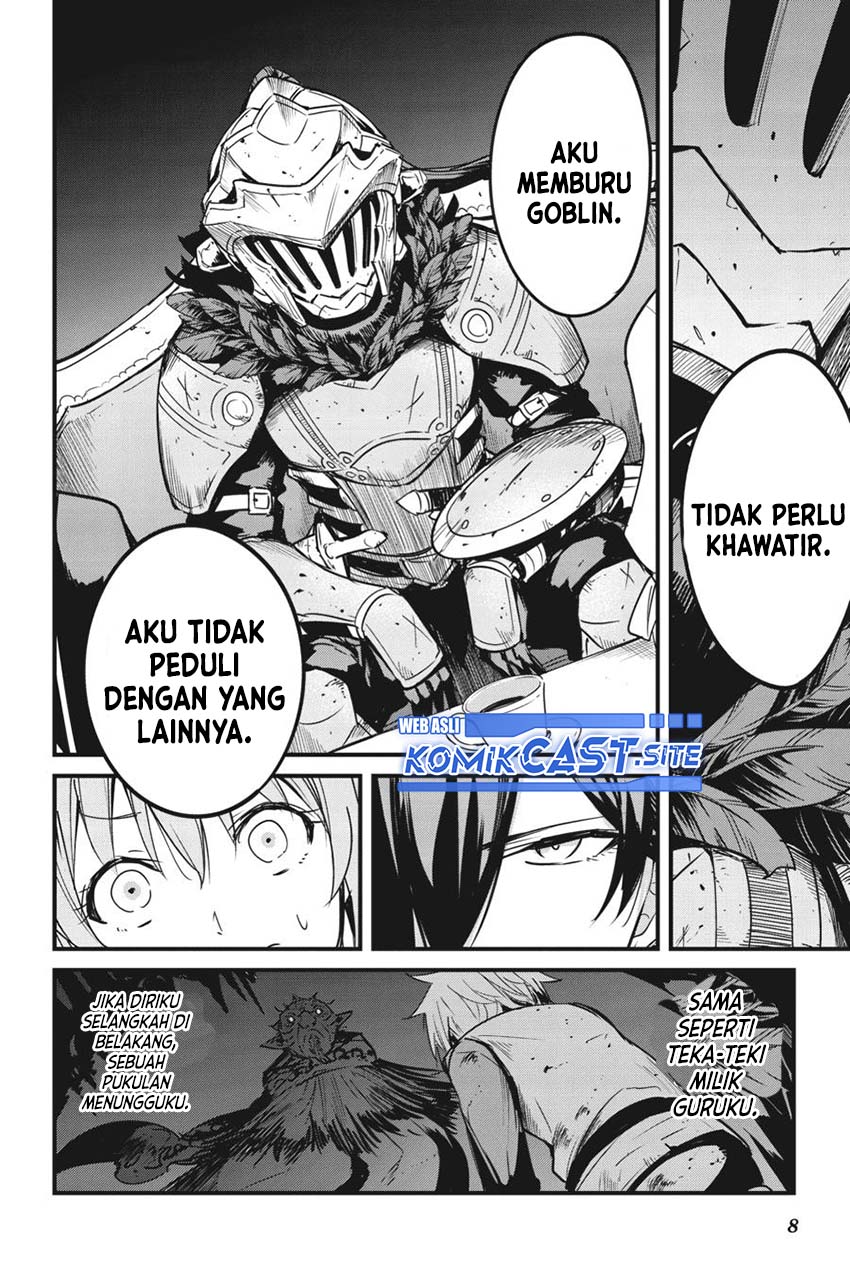 TIDAK PERLU
KHAWATIR.
AKU
MEMBURU
GOBLIN.
AKU TIDAK
PEDULI
DENGAN YANG
LAINNYA.
WEB ASLI
KOMIKCAST.SITE
SAMA
SEPERTI
TEKA-TEKI
MILIK
GURUKU.
JIKA DIRIKU
SELANGKAH DI
BELAKANG,
SEBUAH
PUKULAN
MENUNGGUKU.
8